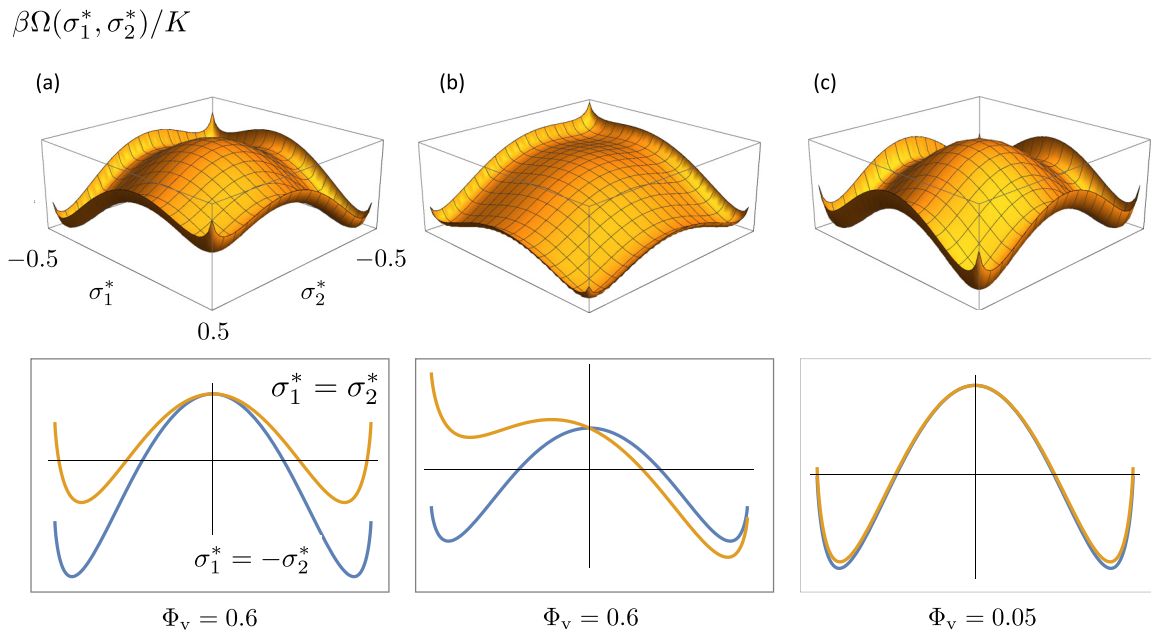 βΩ(σ₁*, σ₂*)/K
(a) (b) (c)
−0.5 −0.5
σ₁* σ₂*
0.5
σ₁* = σ₂*
σ₁* = −σ₂*
Φᵥ = 0.6 Φᵥ = 0.6 Φᵥ = 0.05